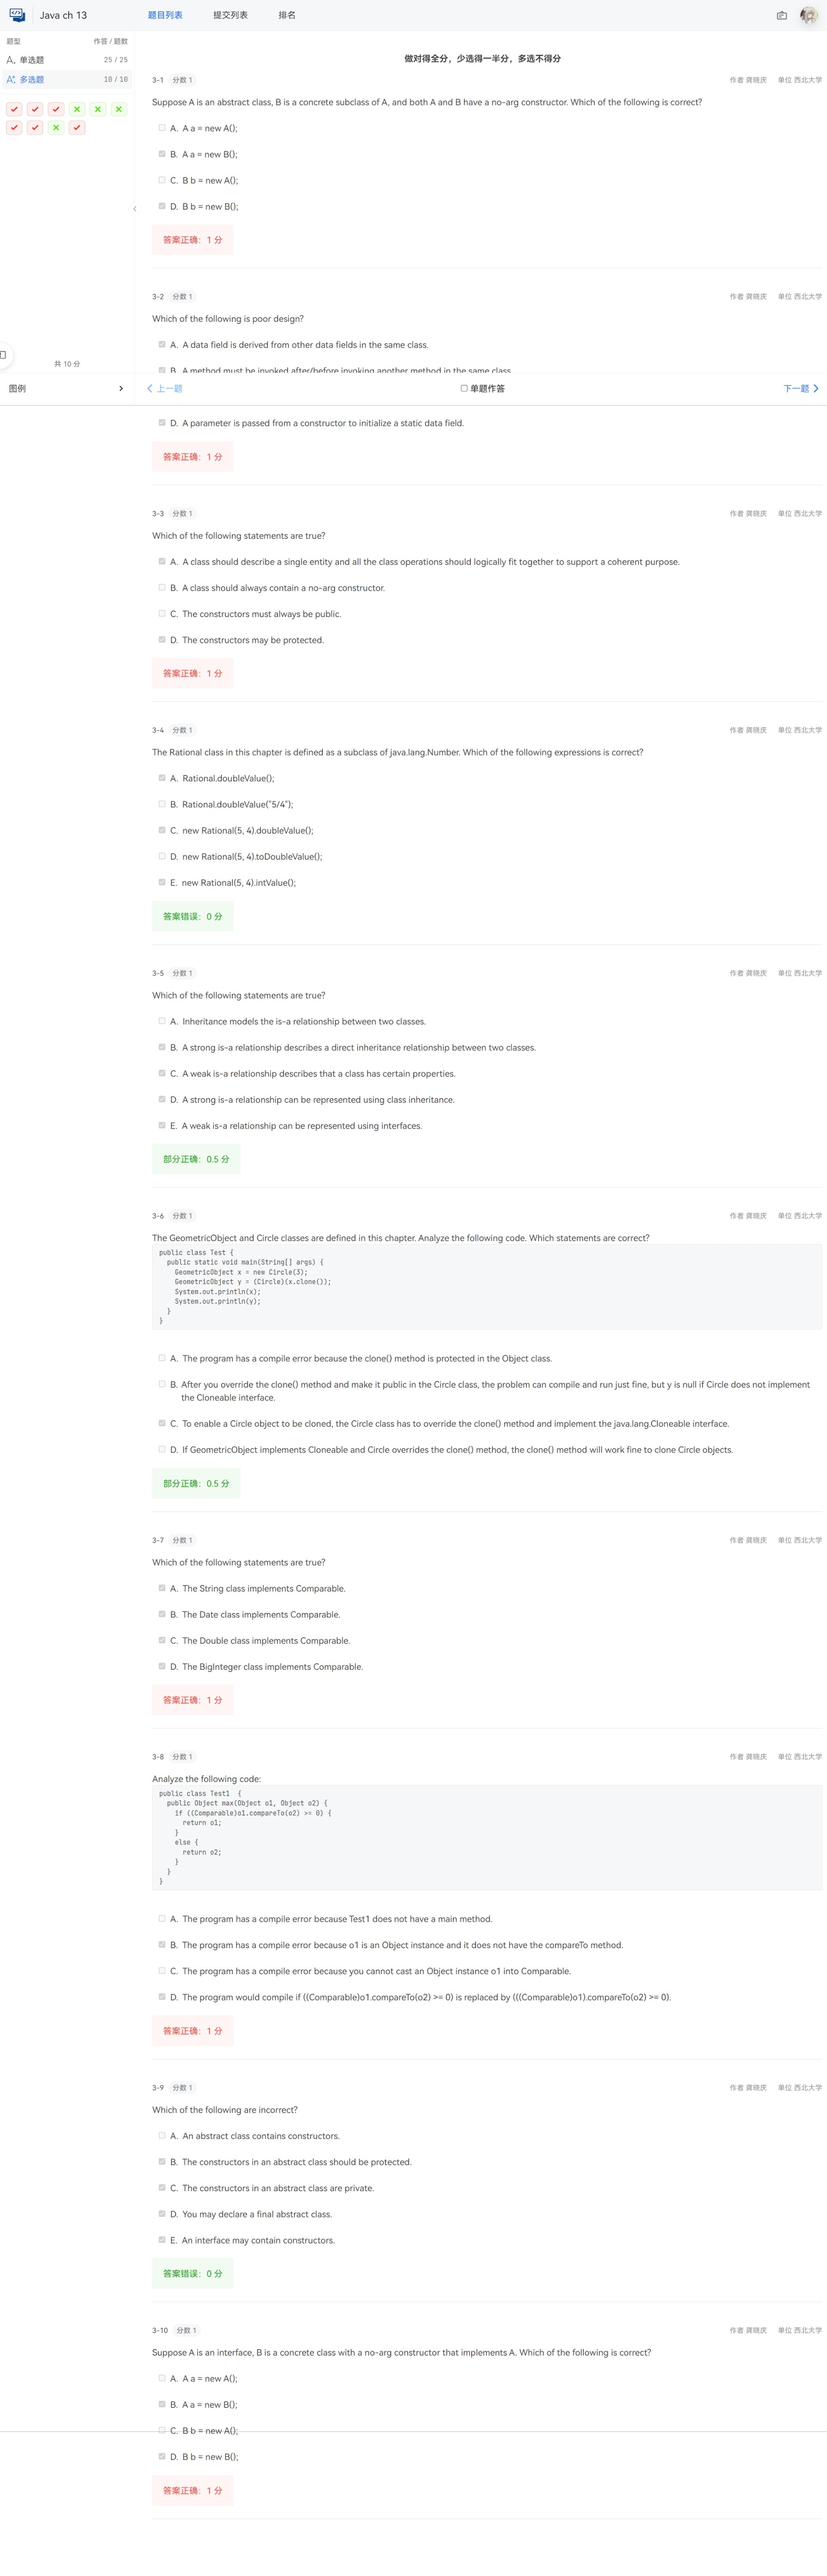 Java ch 13
题目列表
提交列表
排名
题型
作答 / 题数
单选题
25 / 25
多选题
10 / 10
共 10 分
图例
做对得全分，少选得一半分，多选不得分
3-1 分数 1
作者 龚晓庆 单位 西北大学
Suppose A is an abstract class, B is a concrete subclass of A, and both A and B have a no-arg constructor. Which of the following is correct?
A. A a = new A();
B. A a = new B();
C. B b = new A();
D. B b = new B();
答案正确：1 分
3-2 分数 1
作者 龚晓庆 单位 西北大学
Which of the following is poor design?
A. A data field is derived from other data fields in the same class.
B. A method must be invoked after/before invoking another method in the same class.
上一题
单题作答
下一题
D. A parameter is passed from a constructor to initialize a static data field.
答案正确：1 分
3-3 分数 1
作者 龚晓庆 单位 西北大学
Which of the following statements are true?
A. A class should describe a single entity and all the class operations should logically fit together to support a coherent purpose.
B. A class should always contain a no-arg constructor.
C. The constructors must always be public.
D. The constructors may be protected.
答案正确：1 分
3-4 分数 1
作者 龚晓庆 单位 西北大学
The Rational class in this chapter is defined as a subclass of java.lang.Number. Which of the following expressions is correct?
A. Rational.doubleValue();
B. Rational.doubleValue("5/4");
C. new Rational(5, 4).doubleValue();
D. new Rational(5, 4).toDoubleValue();
E. new Rational(5, 4).intValue();
答案错误：0 分
3-5 分数 1
作者 龚晓庆 单位 西北大学
Which of the following statements are true?
A. Inheritance models the is-a relationship between two classes.
B. A strong is-a relationship describes a direct inheritance relationship between two classes.
C. A weak is-a relationship describes that a class has certain properties.
D. A strong is-a relationship can be represented using class inheritance.
E. A weak is-a relationship can be represented using interfaces.
部分正确：0.5 分
3-6 分数 1
作者 龚晓庆 单位 西北大学
The GeometricObject and Circle classes are defined in this chapter. Analyze the following code. Which statements are correct?
public class Test {
public static void main(String[] args) {
GeometricObject x = new Circle(3);
GeometricObject y = (Circle)(x.clone());
System.out.println(x);
System.out.println(y);
}
}
A. The program has a compile error because the clone() method is protected in the Object class.
B. After you override the clone() method and make it public in the Circle class, the problem can compile and run just fine, but y is null if Circle does not implement
the Cloneable interface.
C. To enable a Circle object to be cloned, the Circle class has to override the clone() method and implement the java.lang.Cloneable interface.
D. If GeometricObject implements Cloneable and Circle overrides the clone() method, the clone() method will work fine to clone Circle objects.
部分正确：0.5 分
3-7 分数 1
作者 龚晓庆 单位 西北大学
Which of the following statements are true?
A. The String class implements Comparable.
B. The Date class implements Comparable.
C. The Double class implements Comparable.
D. The BigInteger class implements Comparable.
答案正确：1 分
3-8 分数 1
作者 龚晓庆 单位 西北大学
Analyze the following code:
public class Test1 {
public Object max(Object o1, Object o2) {
if ((Comparable)o1.compareTo(o2) >= 0) {
return o1;
}
else {
return o2;
}
}
}
A. The program has a compile error because Test1 does not have a main method.
B. The program has a compile error because o1 is an Object instance and it does not have the compareTo method.
C. The program has a compile error because you cannot cast an Object instance o1 into Comparable.
D. The program would compile if ((Comparable)o1.compareTo(o2) >= 0) is replaced by (((Comparable)o1).compareTo(o2) >= 0).
答案正确：1 分
3-9 分数 1
作者 龚晓庆 单位 西北大学
Which of the following are incorrect?
A. An abstract class contains constructors.
B. The constructors in an abstract class should be protected.
C. The constructors in an abstract class are private.
D. You may declare a final abstract class.
E. An interface may contain constructors.
答案错误：0 分
3-10 分数 1
作者 龚晓庆 单位 西北大学
Suppose A is an interface, B is a concrete class with a no-arg constructor that implements A. Which of the following is correct?
A. A a = new A();
B. A a = new B();
C. B b = new A();
D. B b = new B();
答案正确：1 分